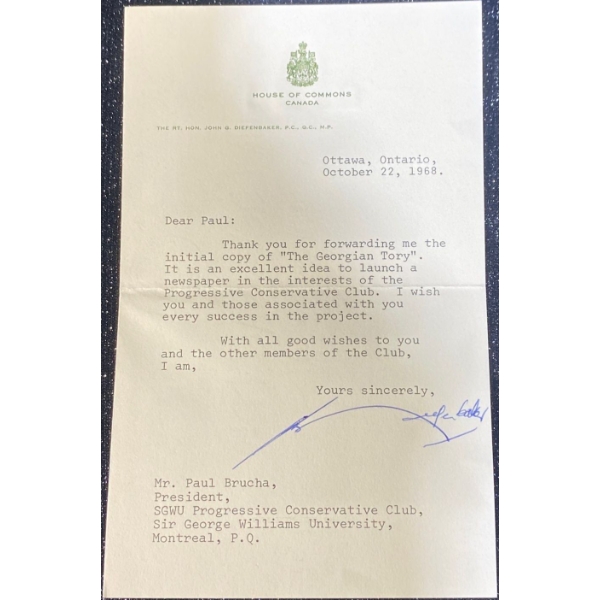 HOUSE OF COMMONS
CANADA
THE RT. HON. JOHN G. DIEFENBAKER, P.C., Q.C., M.P.
Ottawa, Ontario,
October 22, 1968.
Dear Paul:
Thank you for forwarding me the
initial copy of "The Georgian Tory".
It is an excellent idea to launch a
newspaper in the interests of the
Progressive Conservative Club. I wish
you and those associated with you
every success in the project.
With all good wishes to you
and the other members of the Club,
I am,
Yours sincerely,
Mr. Paul Brucha,
President,
SGWU Progressive Conservative Club,
Sir George Williams University,
Montreal, P.Q.